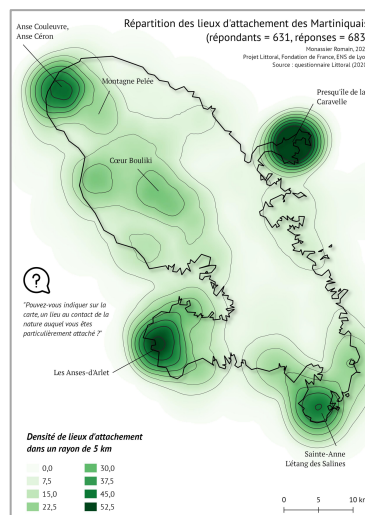 Répartition des lieux d'attachement des Martiniquais
(répondants = 631, réponses = 683
Monassier Romain, 202
Projet Littoral, Fondation de France, ENS de Lyo
Source : questionnaire Littoral (2020
Anse Couleuvre,
Anse Céron
Montagne Pelée
Presqu'île de la
Caravelle
Cœur Bouliki
?
"Pouvez-vous indiquer sur la
carte, un lieu au contact de la
nature auquel vous êtes
particulièrement attaché ?"
Les Anses-d'Arlet
Sainte-Anne
L'étang des Salines
Densité de lieux d'attachement
dans un rayon de 5 km
0,0 30,0
7,5 37,5
15,0 45,0
22,5 52,5
0 5 10 km